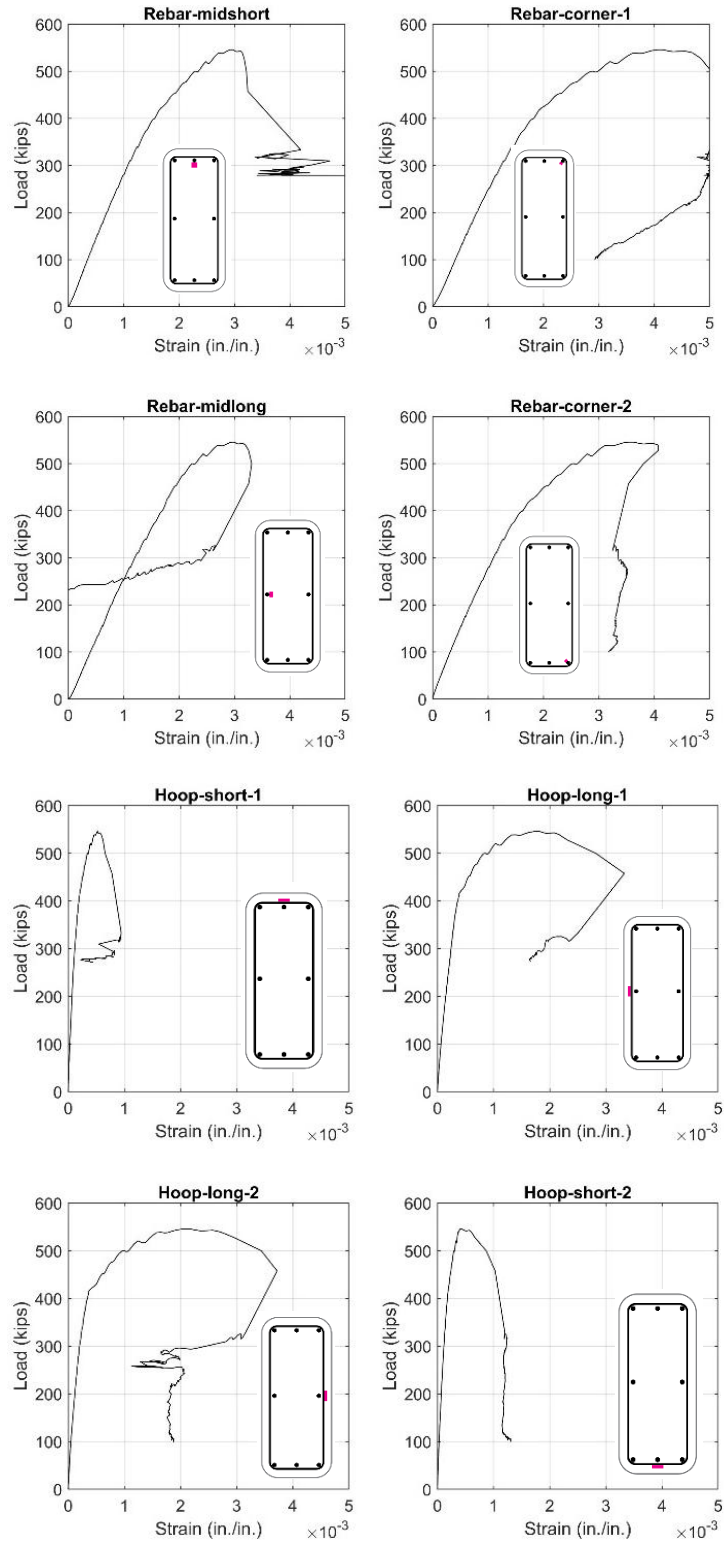 Rebar-midshort
600
500
400
300
200
100
0
Load (kips)
0 1 2 3 4 5
Strain (in./in.) ×10-3
Rebar-corner-1
600
500
400
300
200
100
0
Load (kips)
0 1 2 3 4 5
Strain (in./in.) ×10-3
Rebar-midlong
600
500
400
300
200
100
0
Load (kips)
0 1 2 3 4 5
Strain (in./in.) ×10-3
Rebar-corner-2
600
500
400
300
200
100
0
Load (kips)
0 1 2 3 4 5
Strain (in./in.) ×10-3
Hoop-short-1
600
500
400
300
200
100
0
Load (kips)
0 1 2 3 4 5
Strain (in./in.) ×10-3
Hoop-long-1
600
500
400
300
200
100
0
Load (kips)
0 1 2 3 4 5
Strain (in./in.) ×10-3
Hoop-long-2
600
500
400
300
200
100
0
Load (kips)
0 1 2 3 4 5
Strain (in./in.) ×10-3
Hoop-short-2
600
500
400
300
200
100
0
Load (kips)
0 1 2 3 4 5
Strain (in./in.) ×10-3